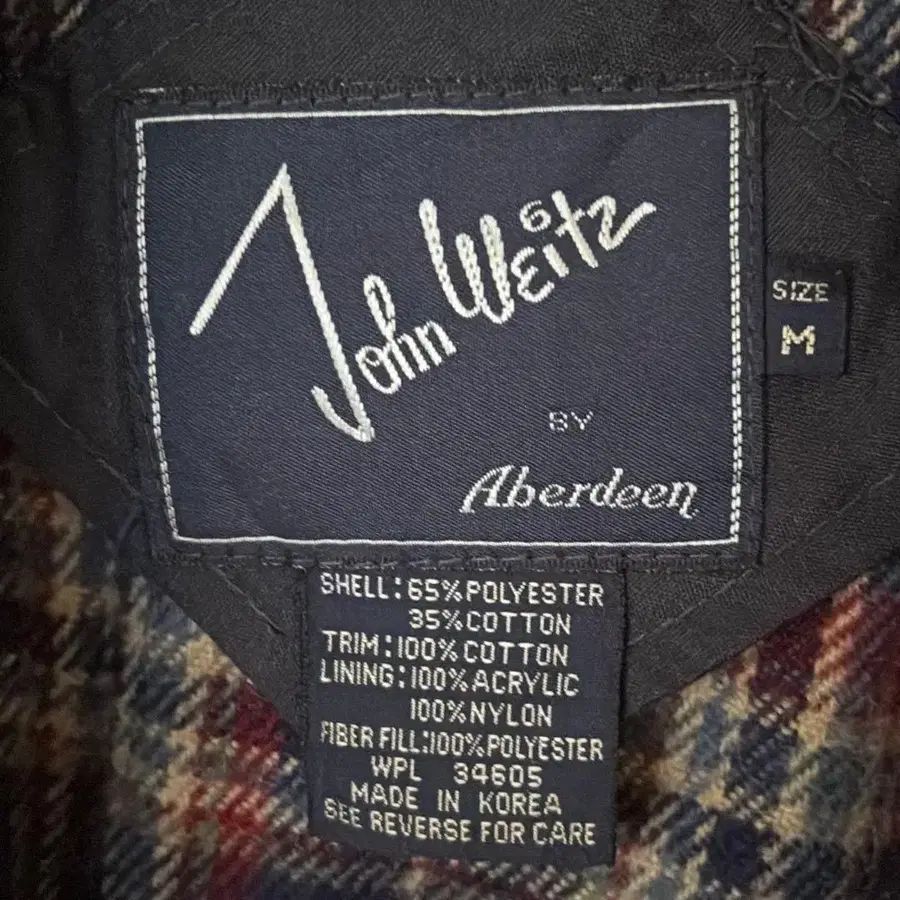 John Weitz
BY
Aberdeen
SIZE
M
SHELL: 65% POLYESTER
35% COTTON
TRIM: 100% COTTON
LINING: 100% ACRYLIC
100% NYLON
FIBER FILL: 100% POLYESTER
WPL 34605
MADE IN KOREA
SEE REVERSE FOR CARE